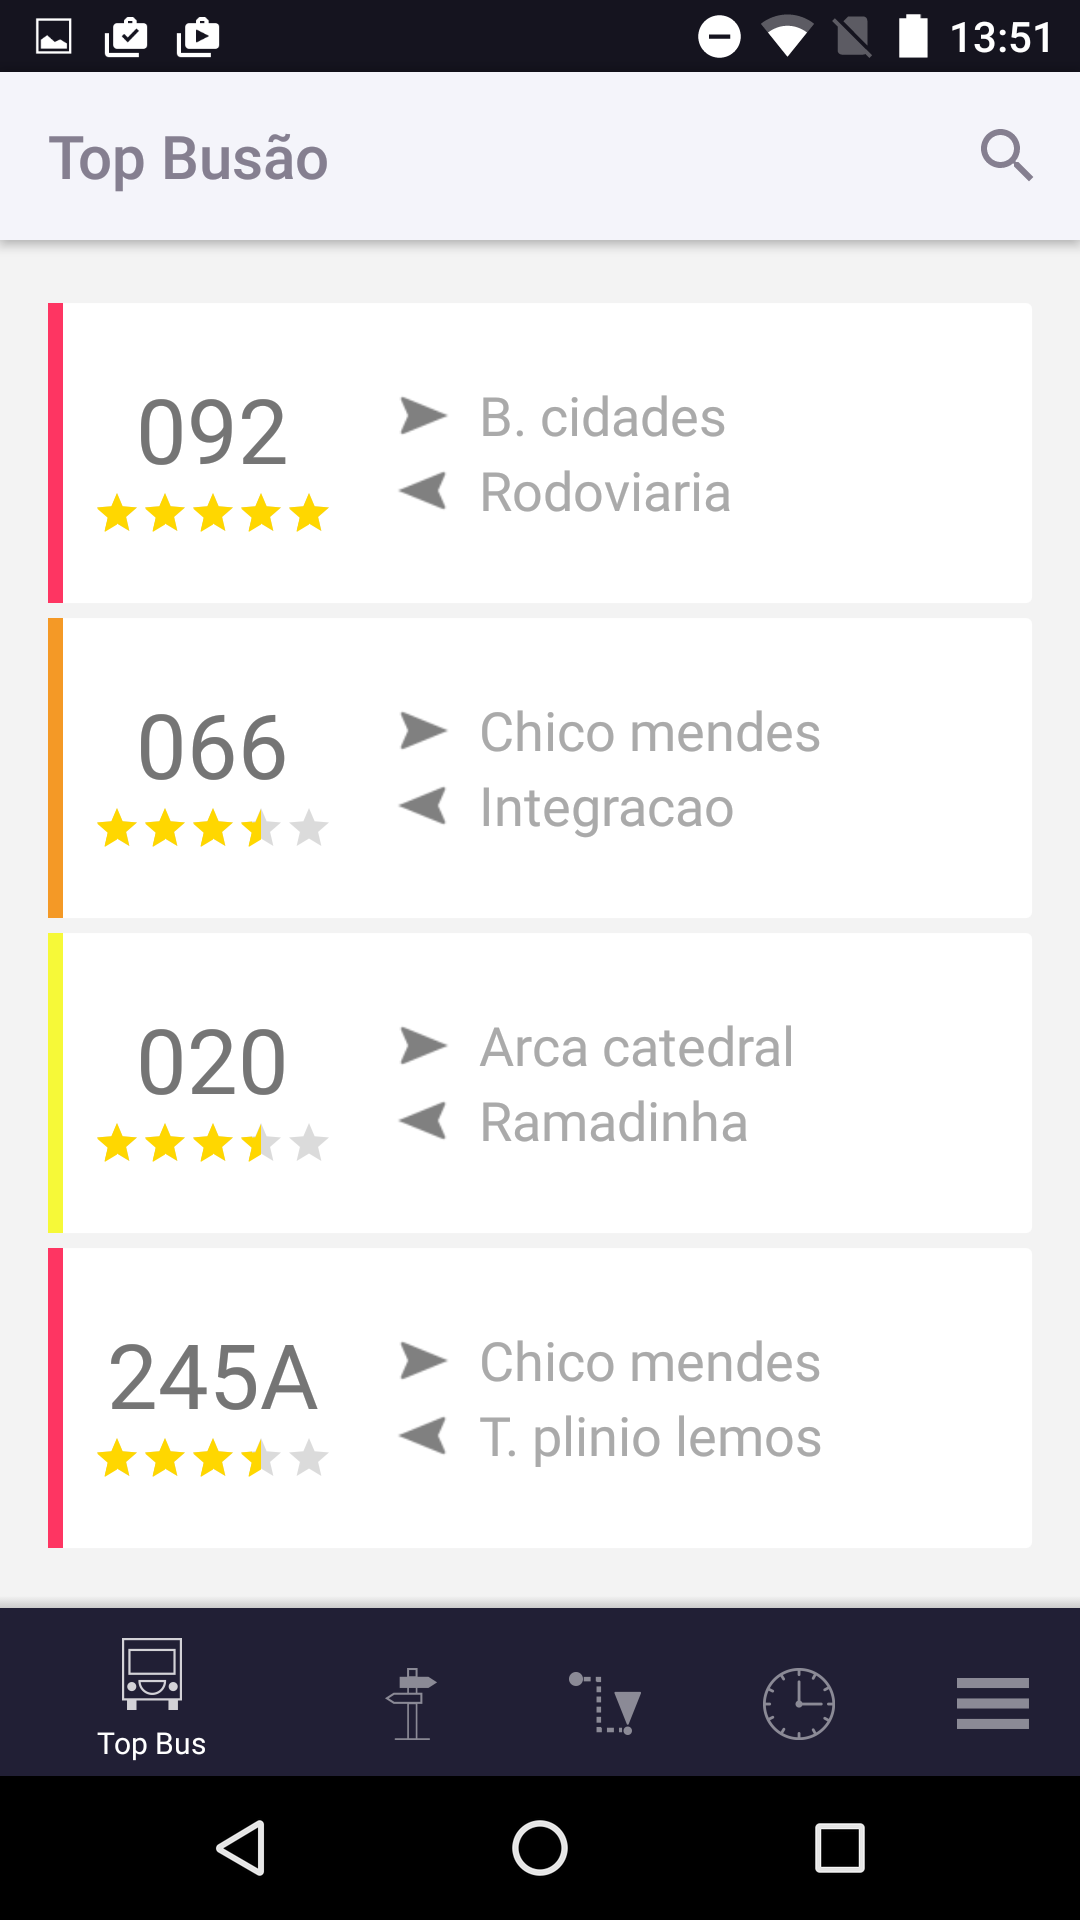 13:51
Top Busão
092
B. cidades
Rodoviaria
066
Chico mendes
Integracao
020
Arca catedral
Ramadinha
245A
Chico mendes
T. plinio lemos
Top Bus